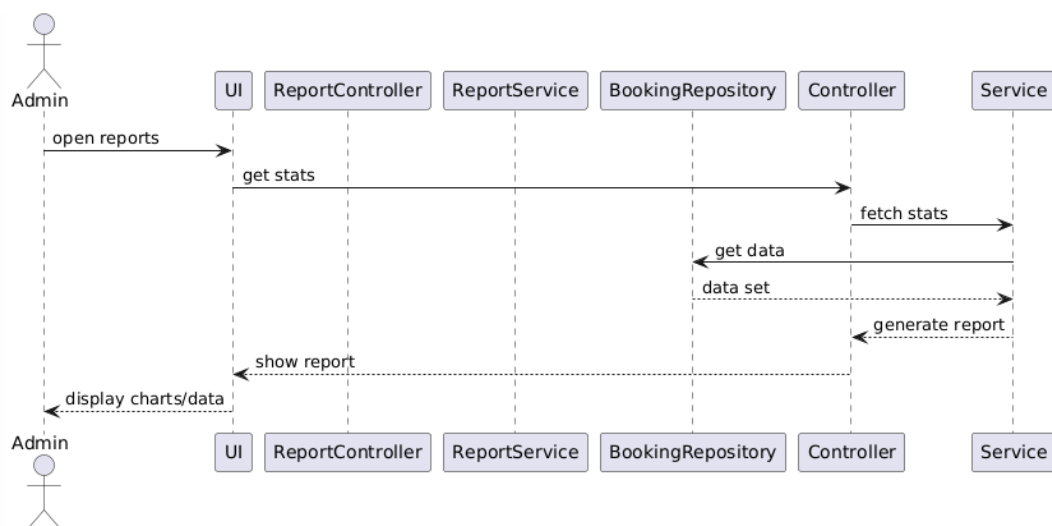 Admin
UI
ReportController
ReportService
BookingRepository
Controller
Service
open reports
get stats
fetch stats
get data
data set
generate report
show report
display charts/data
Admin
UI
ReportController
ReportService
BookingRepository
Controller
Service